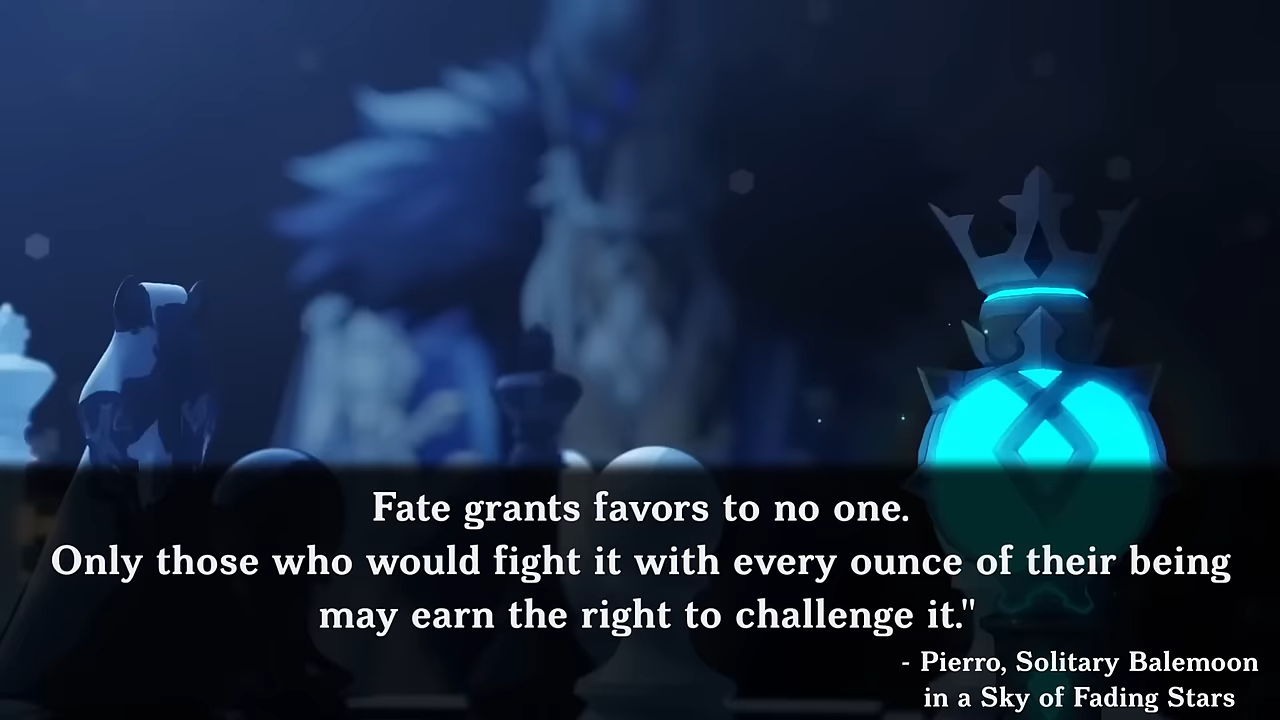 Fate grants favors to no one.
Only those who would fight it with every ounce of their being
may earn the right to challenge it."
- Pierro, Solitary Balemoon
in a Sky of Fading Stars